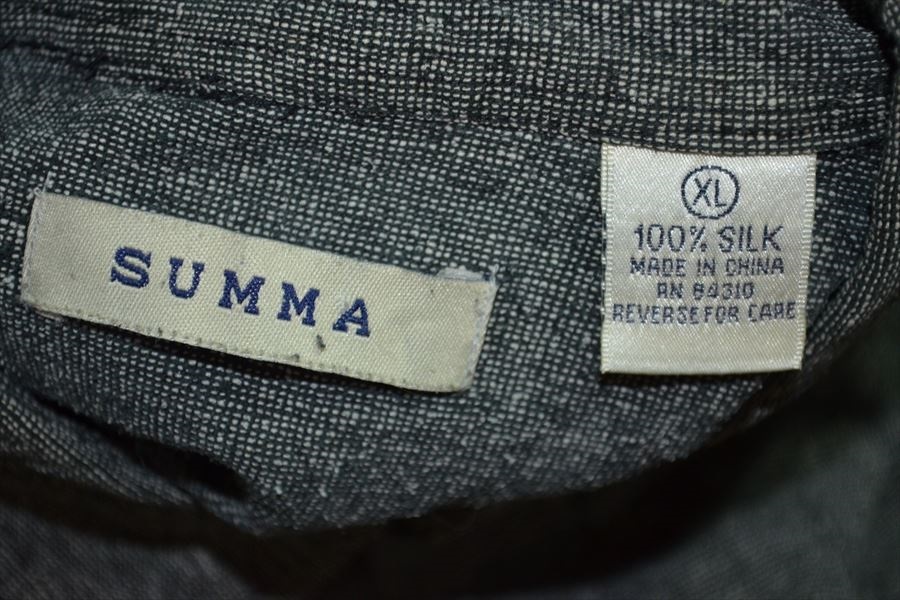 SUMMA
XL
100% SILK
MADE IN CHINA
RN 84310
REVERSE FOR CARE